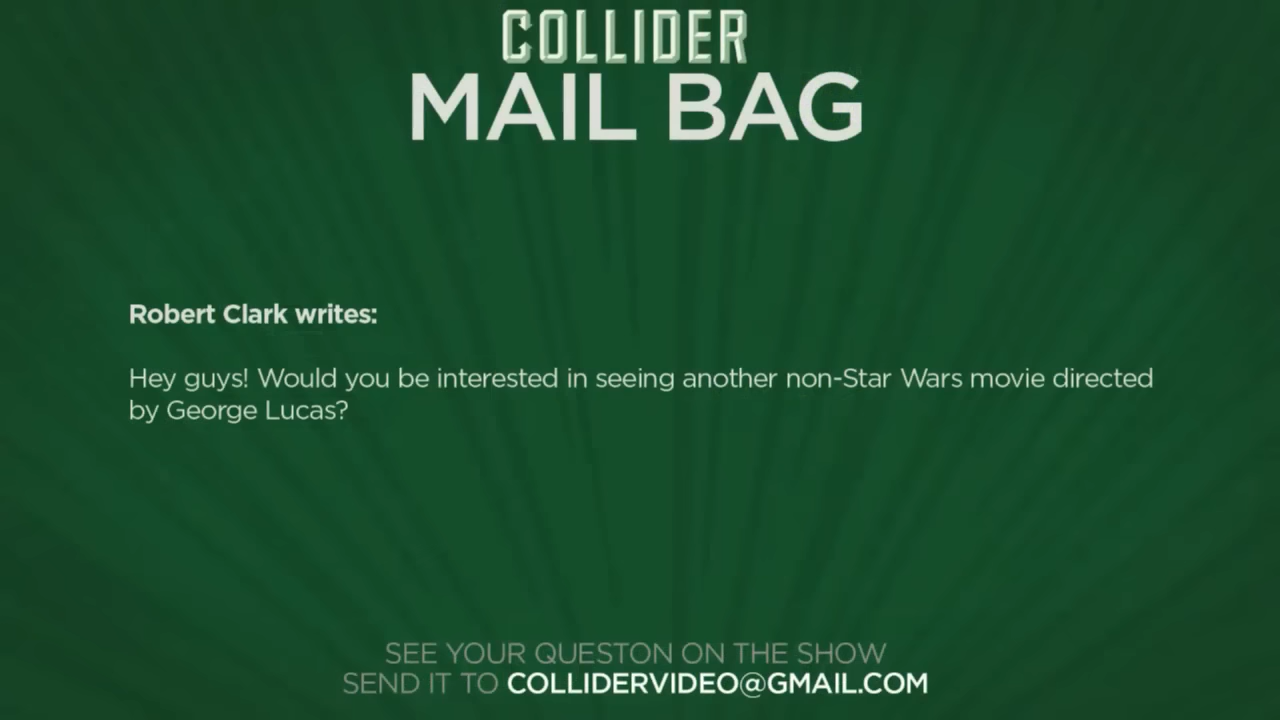 COLLIDER
MAIL BAG
Robert Clark writes:
Hey guys! Would you be interested in seeing another non-Star Wars movie directed
by George Lucas?
SEE YOUR QUESTON ON THE SHOW
SEND IT TO COLLIDERVIDEO@GMAIL.COM